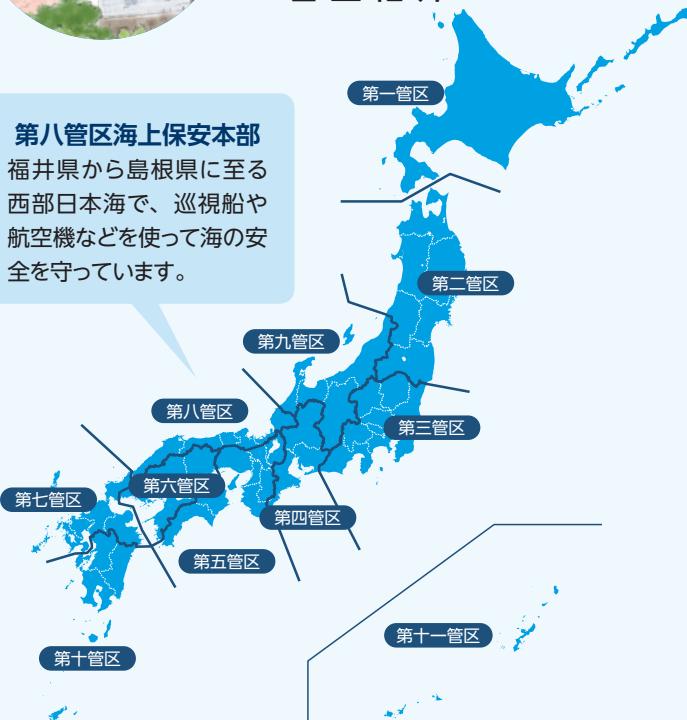 第一管区
第八管区海上保安本部
福井県から島根県に至る
西部日本海で、巡視船や
航空機などを使って海の安
全を守っています。
第二管区
第九管区
第八管区
第三管区
第六管区
第七管区
第四管区
第五管区
第十一管区
第十管区